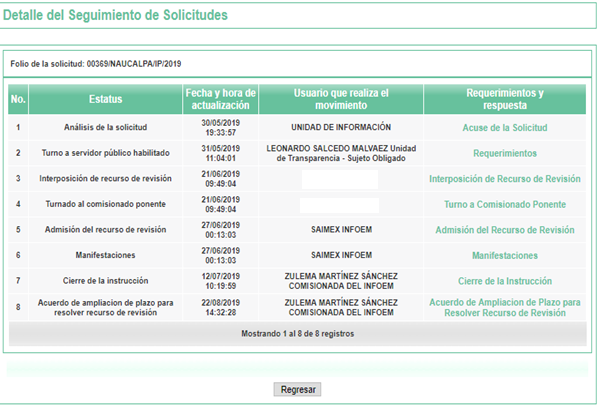 Detalle del Seguimiento de Solicitudes
Folio de la solicitud: 00369/NAUCALPA/IP/2019
No. Estatus Fecha y hora de actualización Usuario que realiza el movimiento Requerimientos y respuesta
1 Análisis de la solicitud 30/05/2019 19:33:57 UNIDAD DE INFORMACIÓN Acuse de la Solicitud
2 Turno a servidor público habilitado 31/05/2019 11:04:01 LEONARDO SALCEDO MALVAEZ Unidad de Transparencia - Sujeto Obligado Requerimientos
3 Interposición de recurso de revisión 21/06/2019 09:49:04 Interposición de Recurso de Revisión
4 Turnado al comisionado ponente 21/06/2019 09:49:04 Turno a Comisionado Ponente
5 Admisión del recurso de revisión 27/06/2019 00:13:03 SAIMEX INFOEM Admisión del Recurso de Revisión
6 Manifestaciones 27/06/2019 00:13:03 SAIMEX INFOEM Manifestaciones
7 Cierre de la instrucción 12/07/2019 10:19:59 ZULEMA MARTÍNEZ SÁNCHEZ COMISIONADA DEL INFOEM Cierre de la Instrucción
8 Acuerdo de ampliacion de plazo para resolver recurso de revisión 22/08/2019 14:32:28 ZULEMA MARTÍNEZ SÁNCHEZ COMISIONADA DEL INFOEM Acuerdo de Ampliacion de Plazo para Resolver Recurso de Revisión
Mostrando 1 al 8 de 8 registros
Regresar